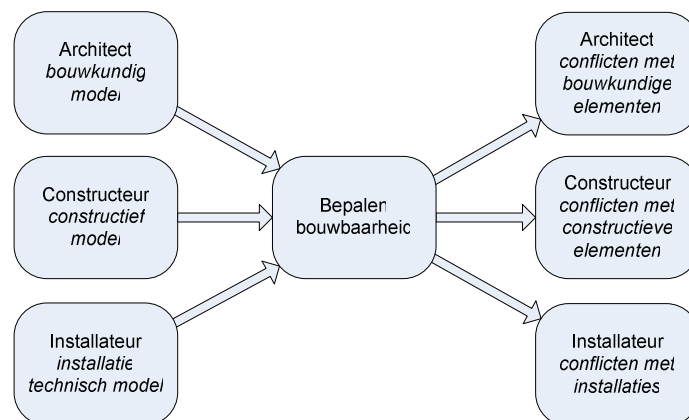 Architect
bouwkundig
model
Constructeur
constructief
model
Installateur
installatie
technisch model
Bepalen
bouwbaarheid
Architect
conflicten met
bouwkundige
elementen
Constructeur
conflicten met
constructieve
elementen
Installateur
conflicten met
installaties